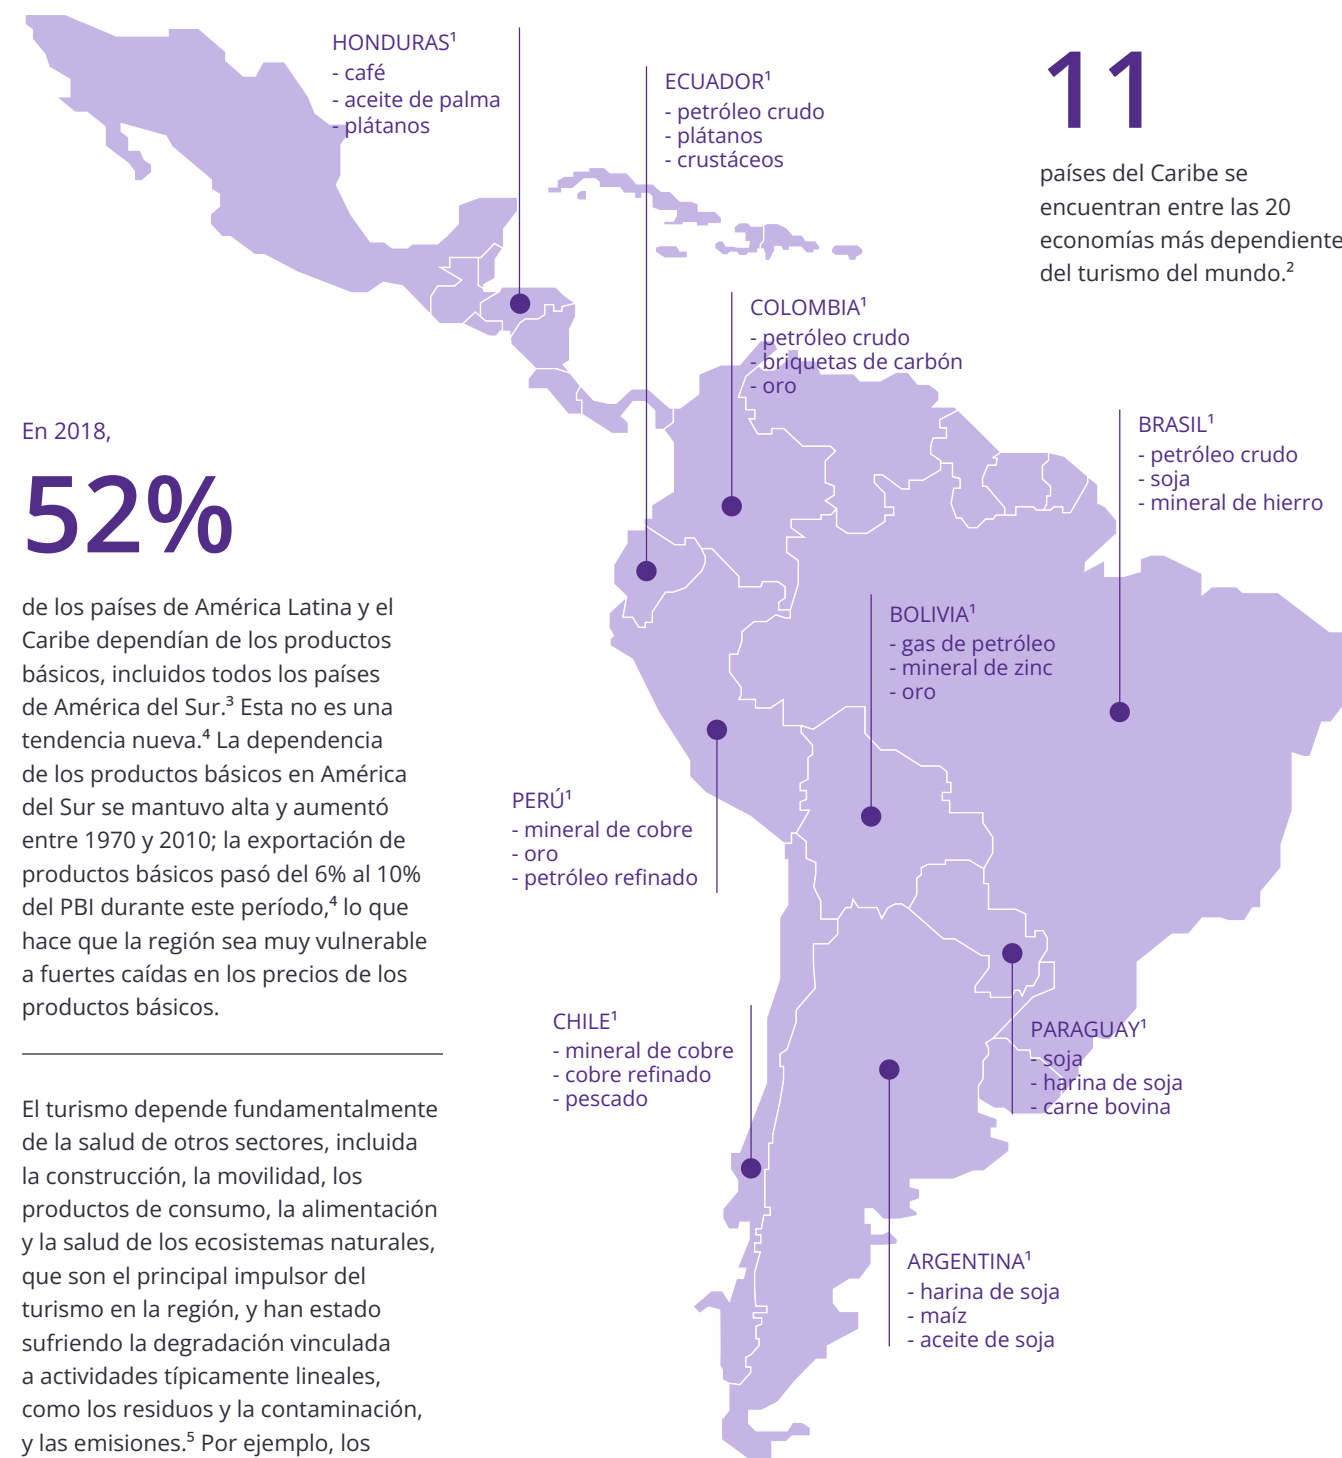 HONDURAS¹
- café
- aceite de palma
- plátanos
ECUADOR¹
- petróleo crudo
- plátanos
- crustáceos
11
países del Caribe se
encuentran entre las 20
economías más dependiente
del turismo del mundo.²
COLOMBIA¹
- petróleo crudo
- briquetas de carbón
- oro
BRASIL¹
- petróleo crudo
- soja
- mineral de hierro
En 2018,
52%
de los países de América Latina y el
Caribe dependían de los productos
básicos, incluidos todos los países
de América del Sur.³ Esta no es una
tendencia nueva.⁴ La dependencia
de los productos básicos en América
del Sur se mantuvo alta y aumentó
entre 1970 y 2010; la exportación de
productos básicos pasó del 6% al 10%
del PBI durante este período,⁴ lo que
hace que la región sea muy vulnerable
a fuertes caídas en los precios de los
productos básicos.
BOLIVIA¹
- gas de petróleo
- mineral de zinc
- oro
PERÚ¹
- mineral de cobre
- oro
- petróleo refinado
CHILE¹
- mineral de cobre
- cobre refinado
- pescado
PARAGUAY¹
- soja
- harina de soja
- carne bovina
ARGENTINA¹
- harina de soja
- maíz
- aceite de soja
El turismo depende fundamentalmente
de la salud de otros sectores, incluida
la construcción, la movilidad, los
productos de consumo, la alimentación
y la salud de los ecosistemas naturales,
que son el principal impulsor del
turismo en la región, y han estado
sufriendo la degradación vinculada
a actividades típicamente lineales,
como los residuos y la contaminación,
y las emisiones.⁵ Por ejemplo, los